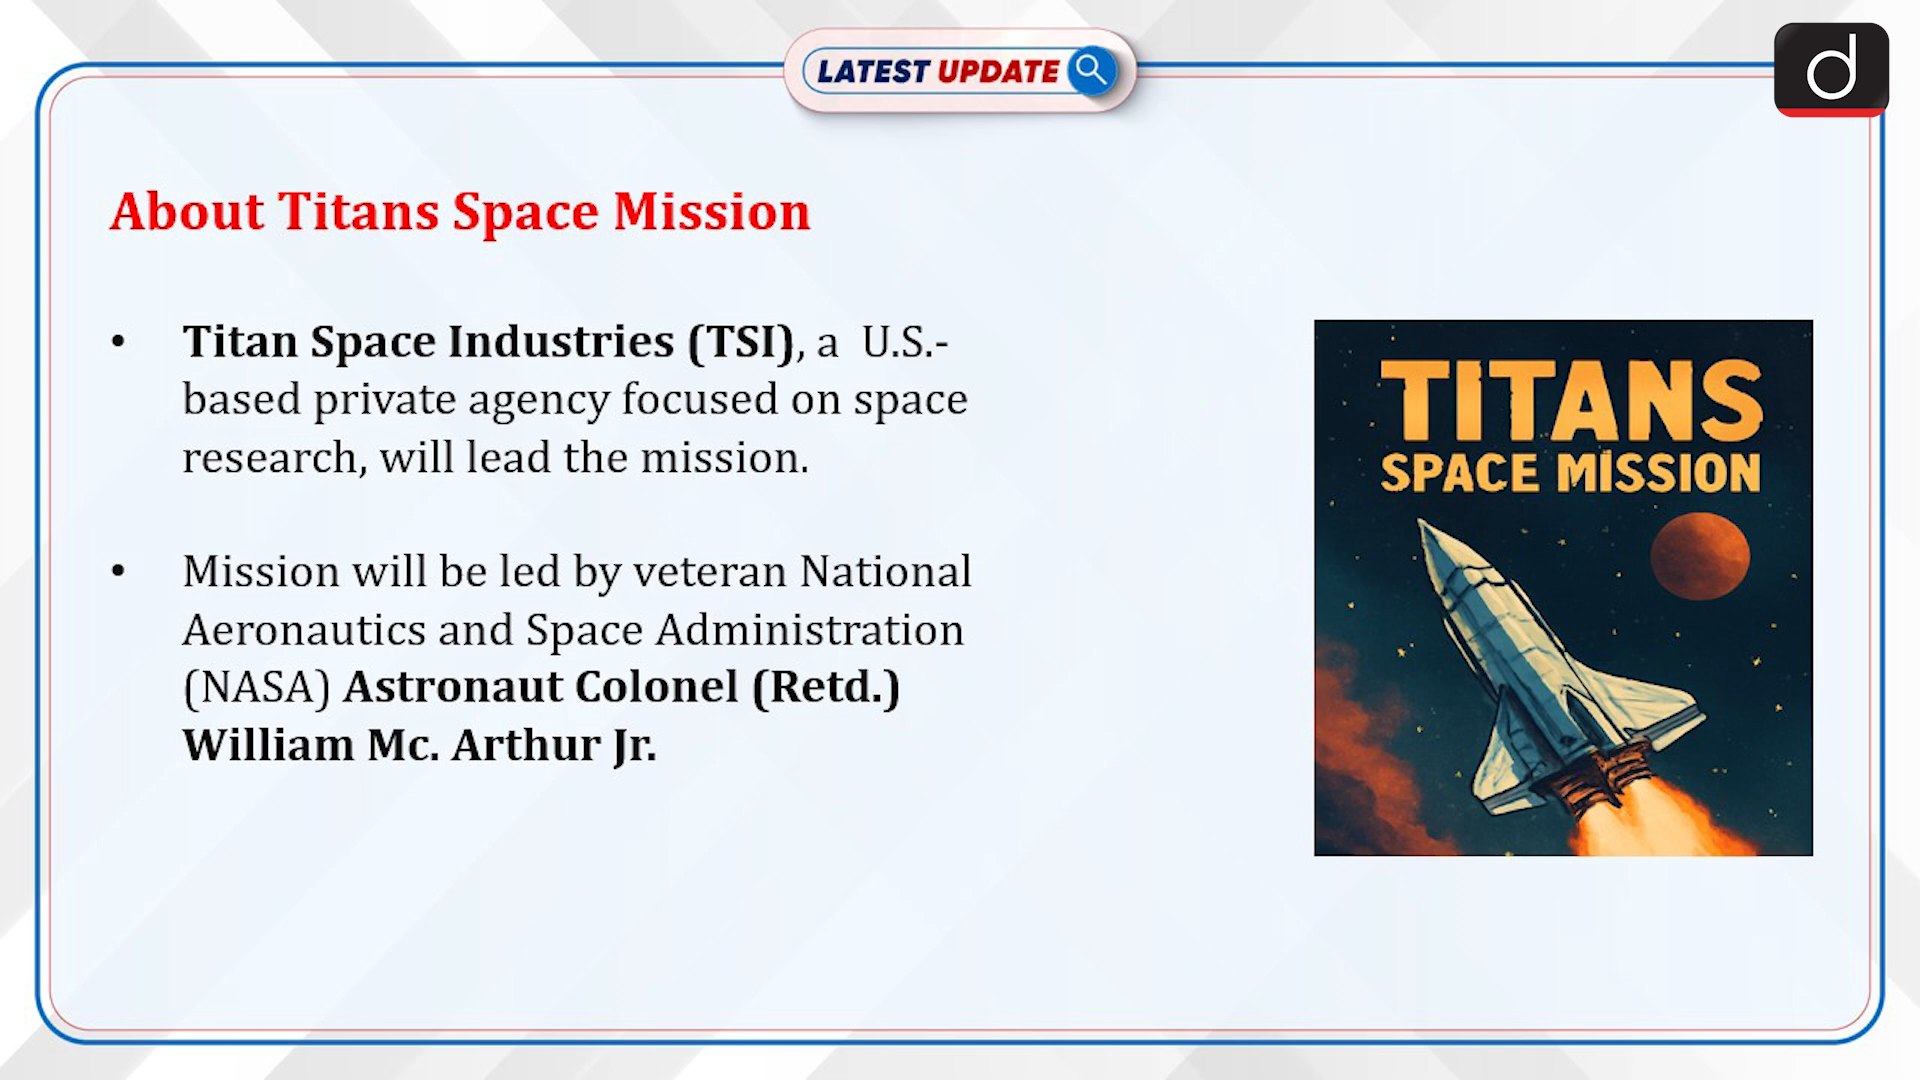 LATEST UPDATE
d
About Titans Space Mission
• Titan Space Industries (TSI), a U.S.-
based private agency focused on space
research, will lead the mission.
• Mission will be led by veteran National
Aeronautics and Space Administration
(NASA) Astronaut Colonel (Retd.)
William Mc. Arthur Jr.
TITANS
SPACE MISSION